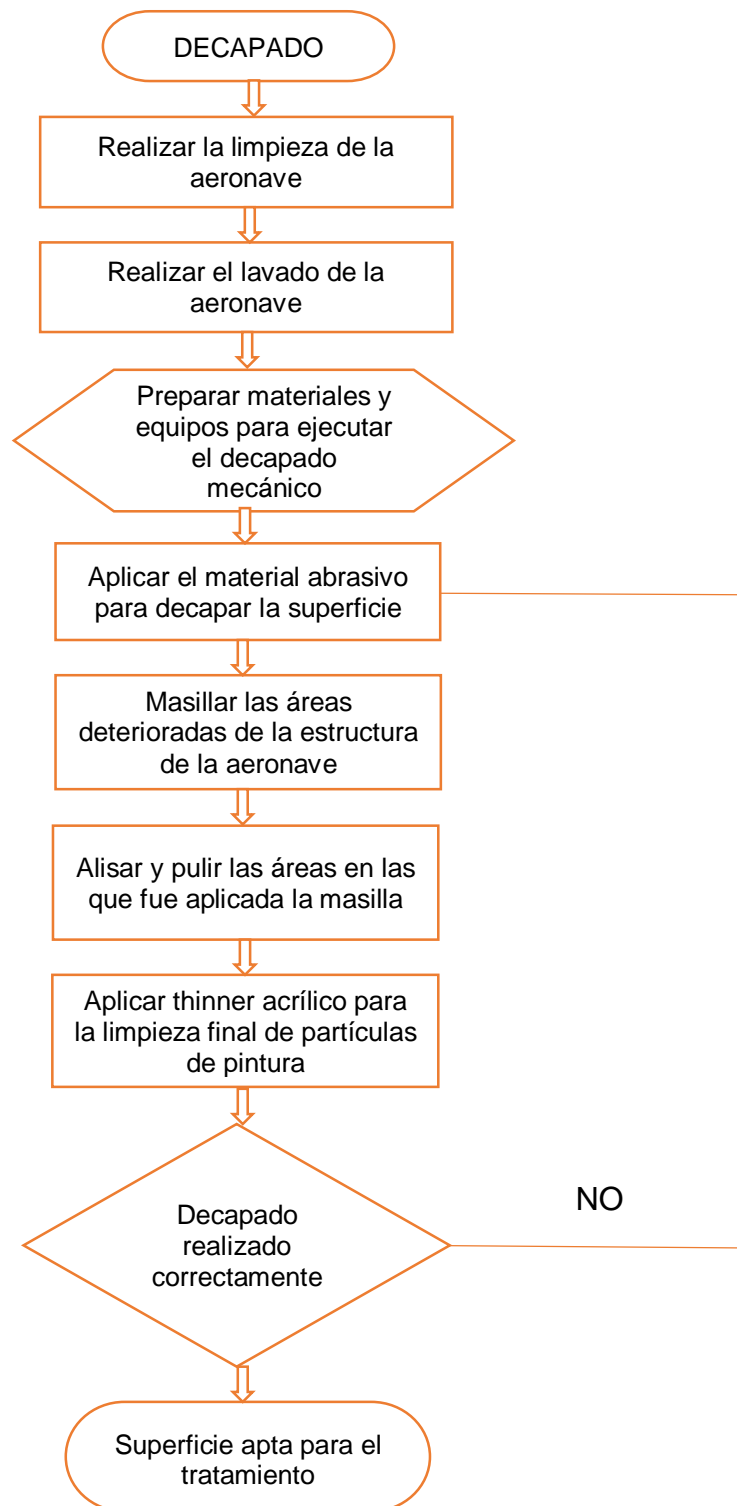 DECAPADO
Realizar la limpieza de la
aeronave
Realizar el lavado de la
aeronave
Preparar materiales y
equipos para ejecutar
el decapado
mecánico
Aplicar el material abrasivo
para decapar la superficie
Masillar las áreas
deterioradas de la estructura
de la aeronave
Alisar y pulir las áreas en las
que fue aplicada la masilla
Aplicar thinner acrílico para
la limpieza final de partículas
de pintura
NO
Decapado
realizado
correctamente
Superficie apta para el
tratamiento